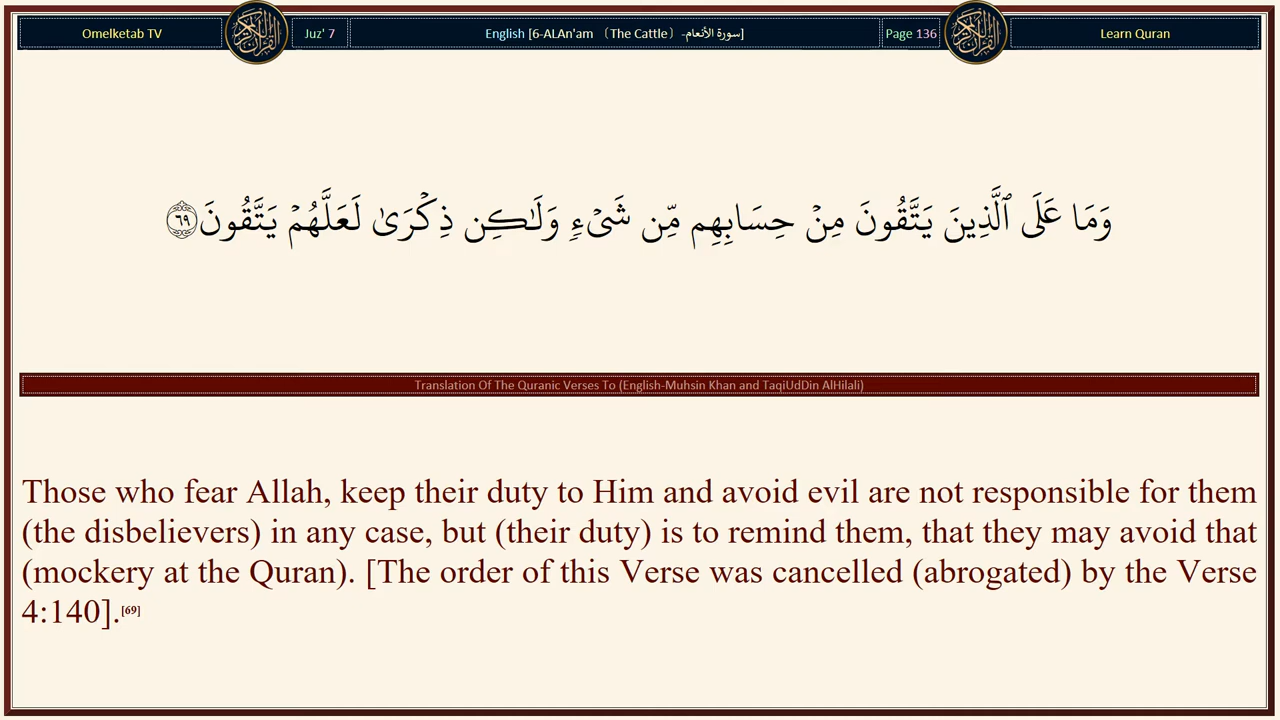 Omelketab TV
Juz' 7
English [6-ALAn'am (The Cattle) -سورة الأنعام]
Page 136
Learn Quran
وَمَا عَلَى ٱلَّذِينَ يَتَّقُونَ مِنْ حِسَابِهِم مِّن شَىْءٍ وَلَـٰكِن ذِكْرَىٰ لَعَلَّهُمْ يَتَّقُونَ ٦٩
Translation Of The Quranic Verses To (English-Muhsin Khan and TaqiUdDin AlHilali)
Those who fear Allah, keep their duty to Him and avoid evil are not responsible for them
(the disbelievers) in any case, but (their duty) is to remind them, that they may avoid that
(mockery at the Quran). [The order of this Verse was cancelled (abrogated) by the Verse
4:140].[69]